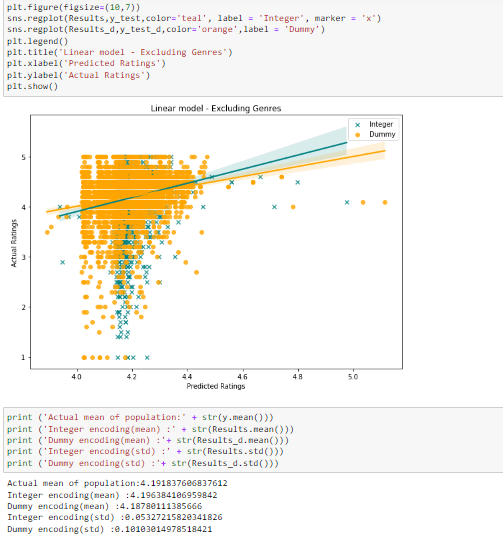 plt.figure(figsize=(10,7))
sns.regplot(Results,y_test,color='teal', label = 'Integer', marker = 'x')
sns.regplot(Results_d,y_test_d,color='orange',label = 'Dummy')
plt.legend()
plt.title('Linear model - Excluding Genres')
plt.xlabel('Predicted Ratings')
plt.ylabel('Actual Ratings')
plt.show()
Linear model - Excluding Genres
Integer
Dummy
5
4
3
2
1
Actual Ratings
4.0 4.2 4.4 4.6 4.8 5.0
Predicted Ratings
print ('Actual mean of population:' + str(y.mean()))
print ('Integer encoding(mean) :' + str(Results.mean()))
print ('Dummy encoding(mean) :'+ str(Results_d.mean()))
print ('Integer encoding(std) :' + str(Results.std()))
print ('Dummy encoding(std) :'+ str(Results_d.std()))
Actual mean of population:4.191837606837612
Integer encoding(mean) :4.196384106959842
Dummy encoding(mean) :4.18780111385666
Integer encoding(std) :0.05327215820341826
Dummy encoding(std) :0.10103014978518421